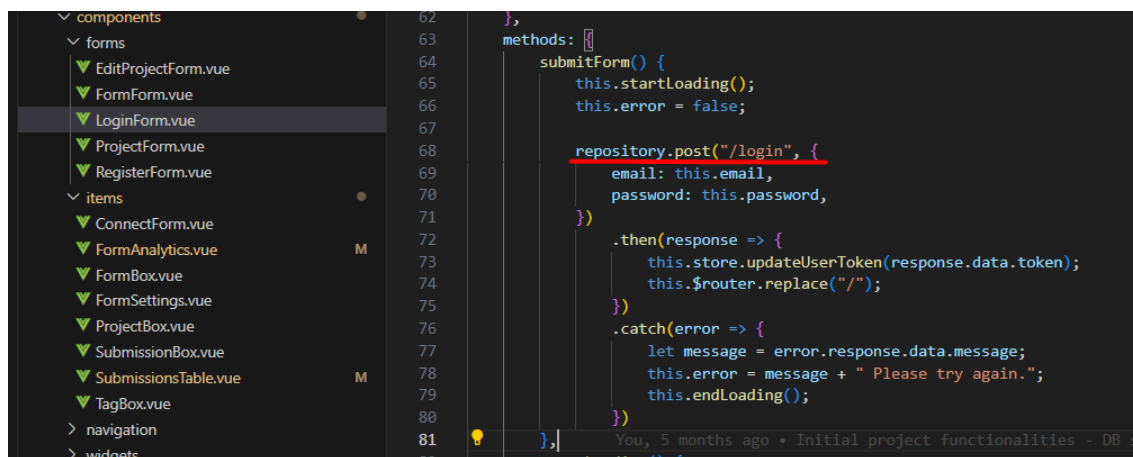 components
forms
EditProjectForm.vue
FormForm.vue
LoginForm.vue
ProjectForm.vue
RegisterForm.vue
items
ConnectForm.vue
FormAnalytics.vue M
FormBox.vue
FormSettings.vue
ProjectBox.vue
SubmissionBox.vue
SubmissionsTable.vue M
TagBox.vue
navigation
widgets
62 },
63 methods: {
64 submitForm() {
65 this.startLoading();
66 this.error = false;
67
68 repository.post("/login", {
69 email: this.email,
70 password: this.password,
71 })
72 .then(response => {
73 this.store.updateUserToken(response.data.token);
74 this.$router.replace("/");
75 })
76 .catch(error => {
77 let message = error.response.data.message;
78 this.error = message + " Please try again.";
79 this.endLoading();
80 })
81 }, You, 5 months ago • Initial project functionalities - DB